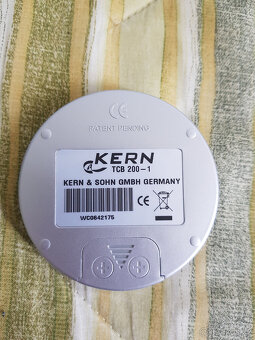 CE
PATENT PENDING
KERN
TCB 200-1
KERN & SOHN GMBH GERMANY
CE
WC0842175